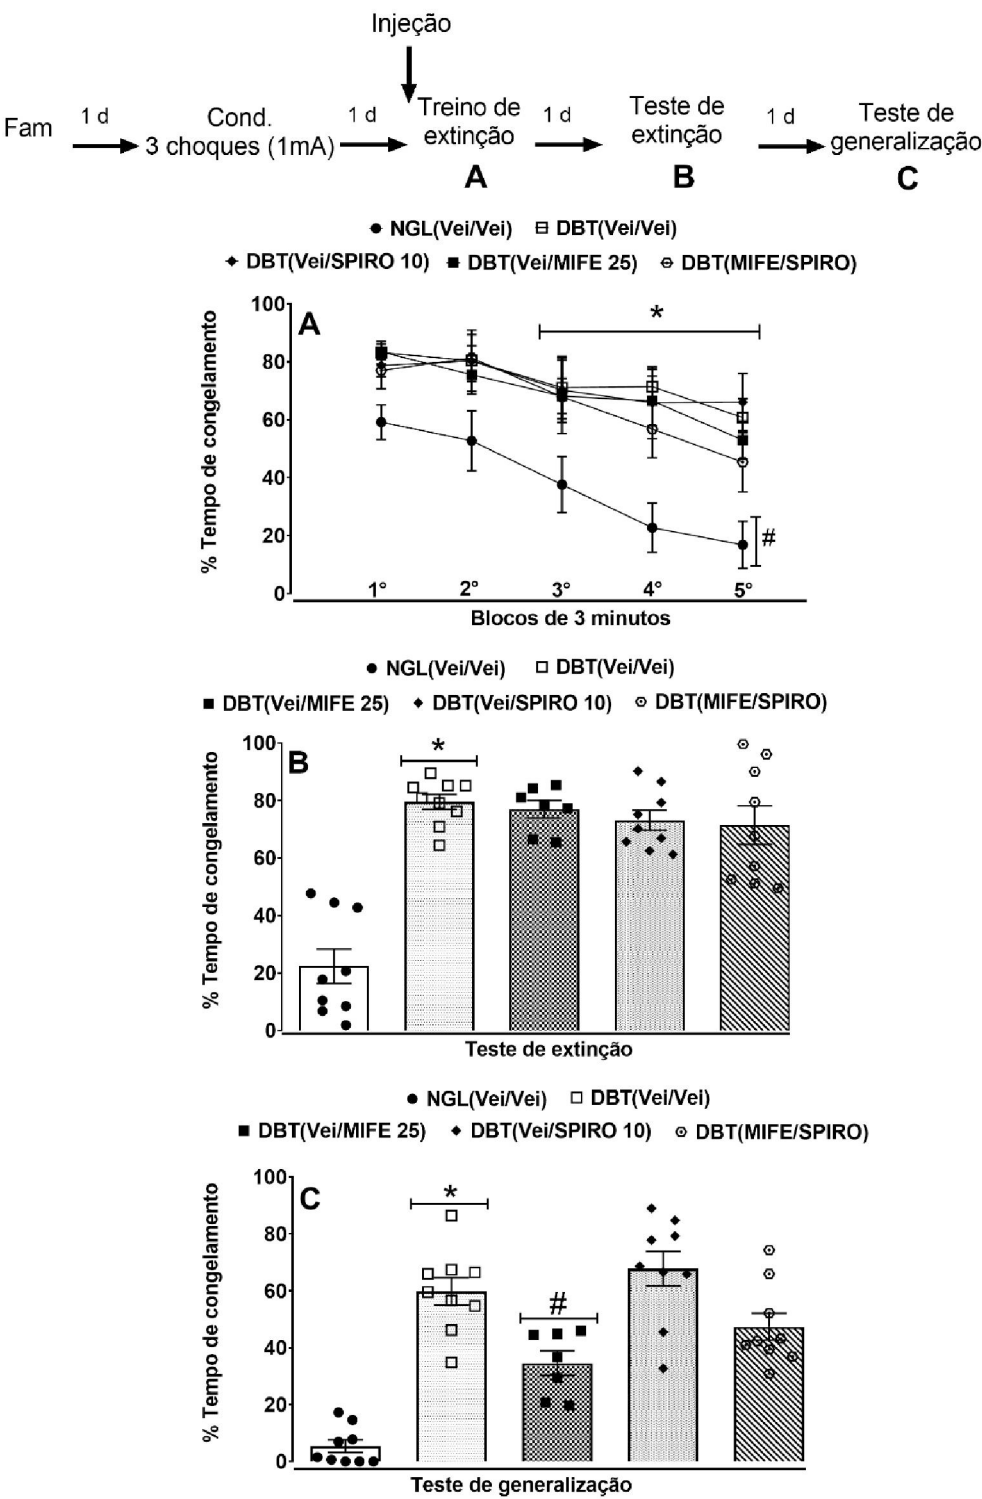 Injeção
Fam
1 d
Cond.
3 choques (1mA)
1 d
Treino de
extinção
A
1 d
Teste de
extinção
B
1 d
Teste de
generalização
C
NGL(Vei/Vei) DBT(Vei/Vei)
DBT(Vei/SPIRO 10) DBT(Vei/MIFE 25) DBT(MIFE/SPIRO)
A
% Tempo de congelamento
100
80
60
40
20
0
*
#
1° 2° 3° 4° 5°
Blocos de 3 minutos
NGL(Vei/Vei) DBT(Vei/Vei)
DBT(Vei/MIFE 25) DBT(Vei/SPIRO 10) DBT(MIFE/SPIRO)
B
% Tempo de congelamento
100
80
60
40
20
0
*
Teste de extinção
NGL(Vei/Vei) DBT(Vei/Vei)
DBT(Vei/MIFE 25) DBT(Vei/SPIRO 10) DBT(MIFE/SPIRO)
C
% Tempo de congelamento
100
80
60
40
20
0
*
#
Teste de generalização